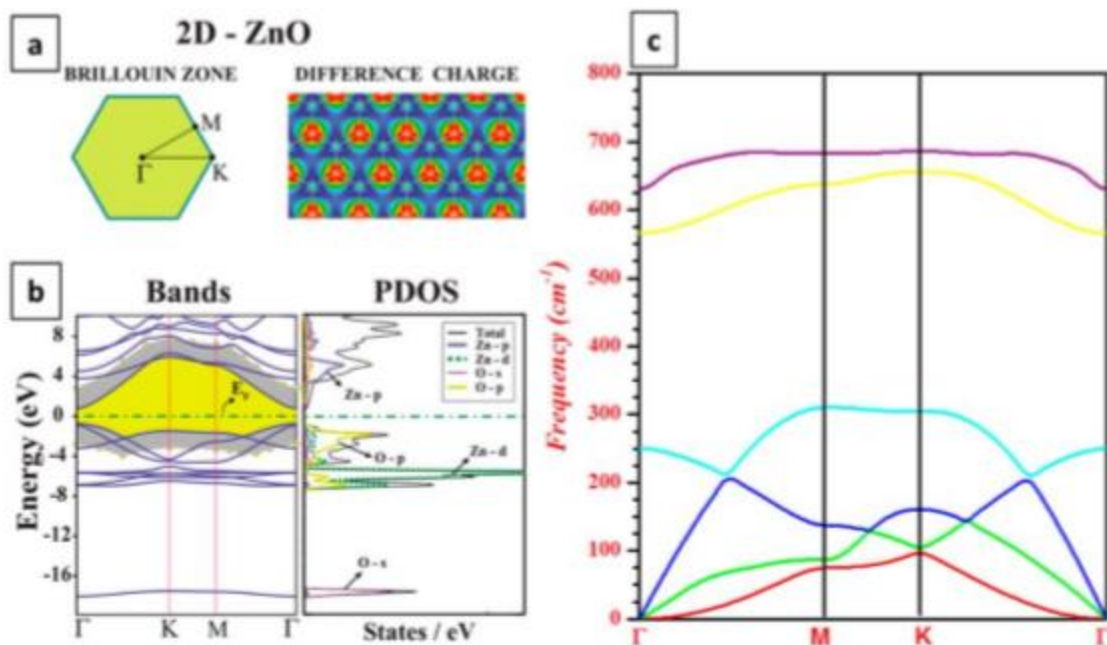 a
2D - ZnO
BRILLOUIN ZONE
DIFFERENCE CHARGE
M
Γ
K
b
Bands
PDOS
Energy (eV)
8
4
0
-4
-8
-12
-16
E_F
Γ K M Γ
Total
Zn-p
Zn-d
O-s
O-p
Zn-p
Zn-d
O-p
O-s
States / eV
c
Frequency (cm⁻¹)
800
700
600
500
400
300
200
100
0
Γ M K Γ